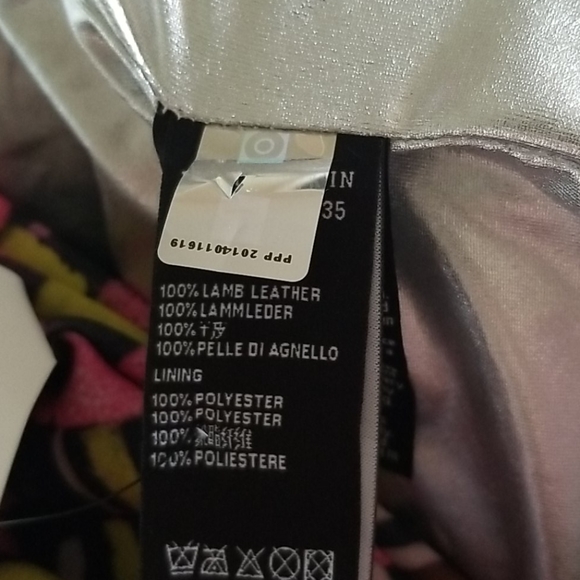 IN
35
PPP 2014011619
100% LAMB LEATHER
100% LAMMLEDER
100%
100% PELLE DI AGNELLO
LINING
100% POLYESTER
100% POLYESTER
100%
100% POLIESTERE